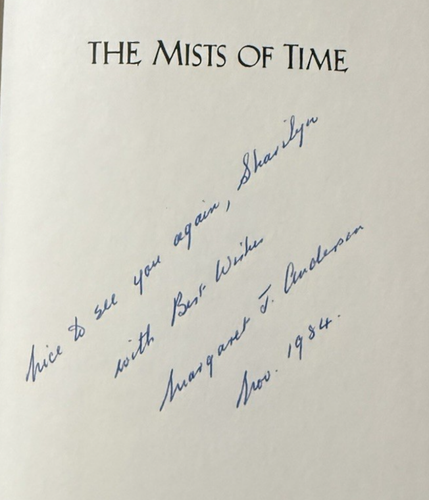 THE MISTS OF TIME
Nice to see you again, Sharilyn
with Best Wishes
Margaret J. Anderson
Nov. 1984.